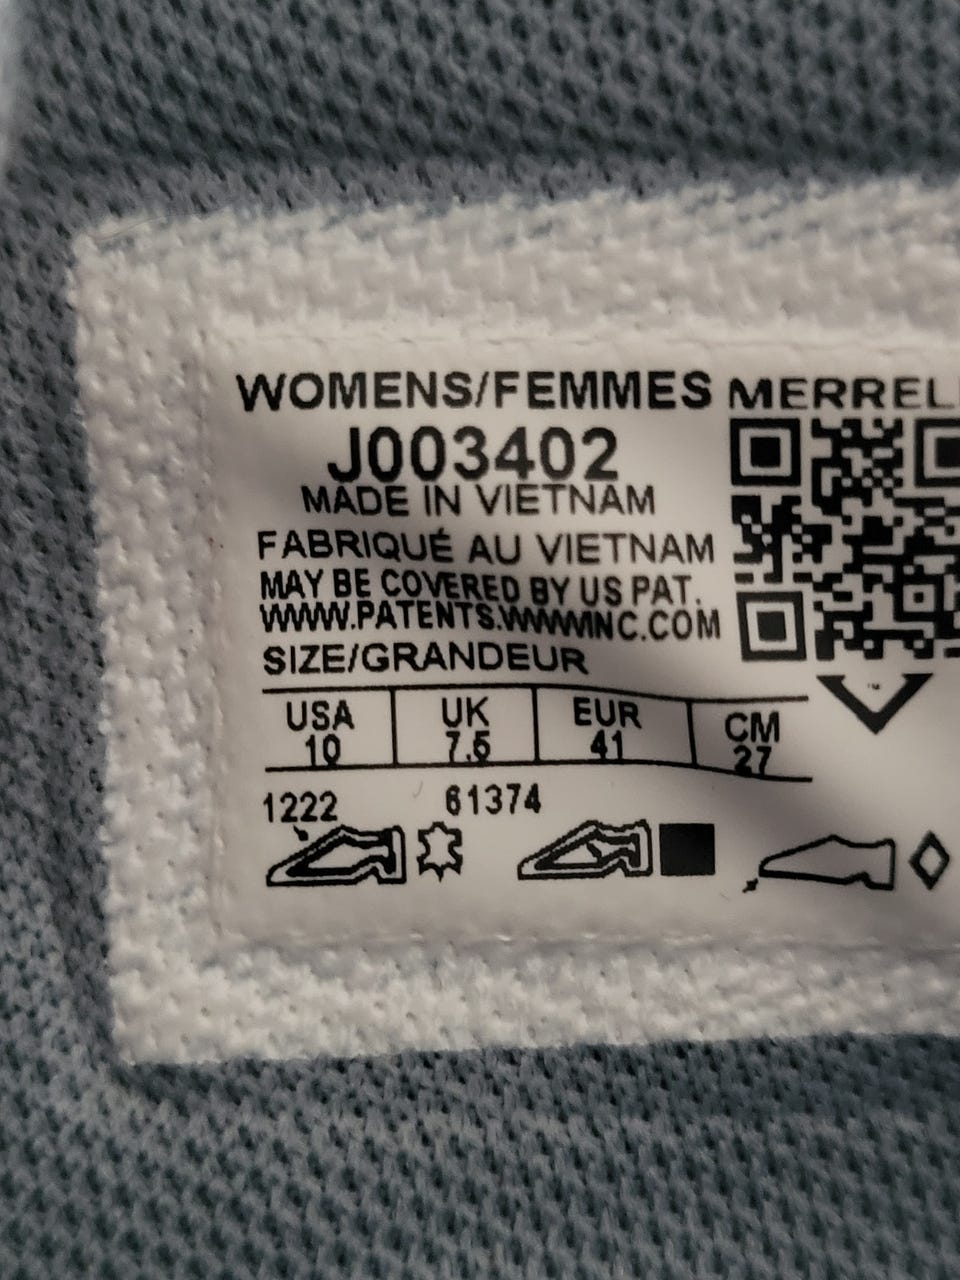 WOMENS/FEMMES MERRELL
J003402
MADE IN VIETNAM
FABRIQUÉ AU VIETNAM
MAY BE COVERED BY US PAT.
WWW.PATENTS.WWWINC.COM
SIZE/GRANDEUR
USA UK EUR CM
10 7.5 41 27
1222 61374